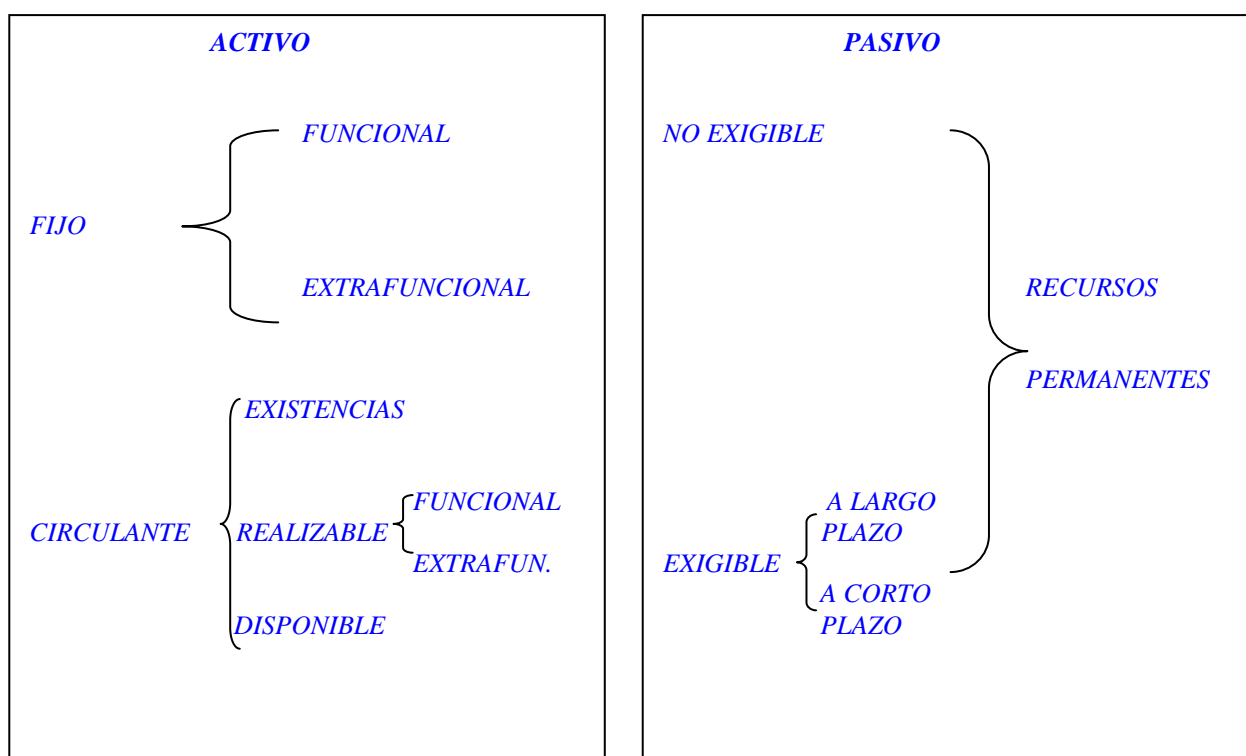 ACTIVO
FUNCIONAL
FIJO
EXTRAFUNCIONAL
EXISTENCIAS
FUNCIONAL
CIRCULANTE REALIZABLE
EXTRAFUN.
DISPONIBLE
PASIVO
NO EXIGIBLE
RECURSOS
PERMANENTES
A LARGO
PLAZO
EXIGIBLE
A CORTO
PLAZO